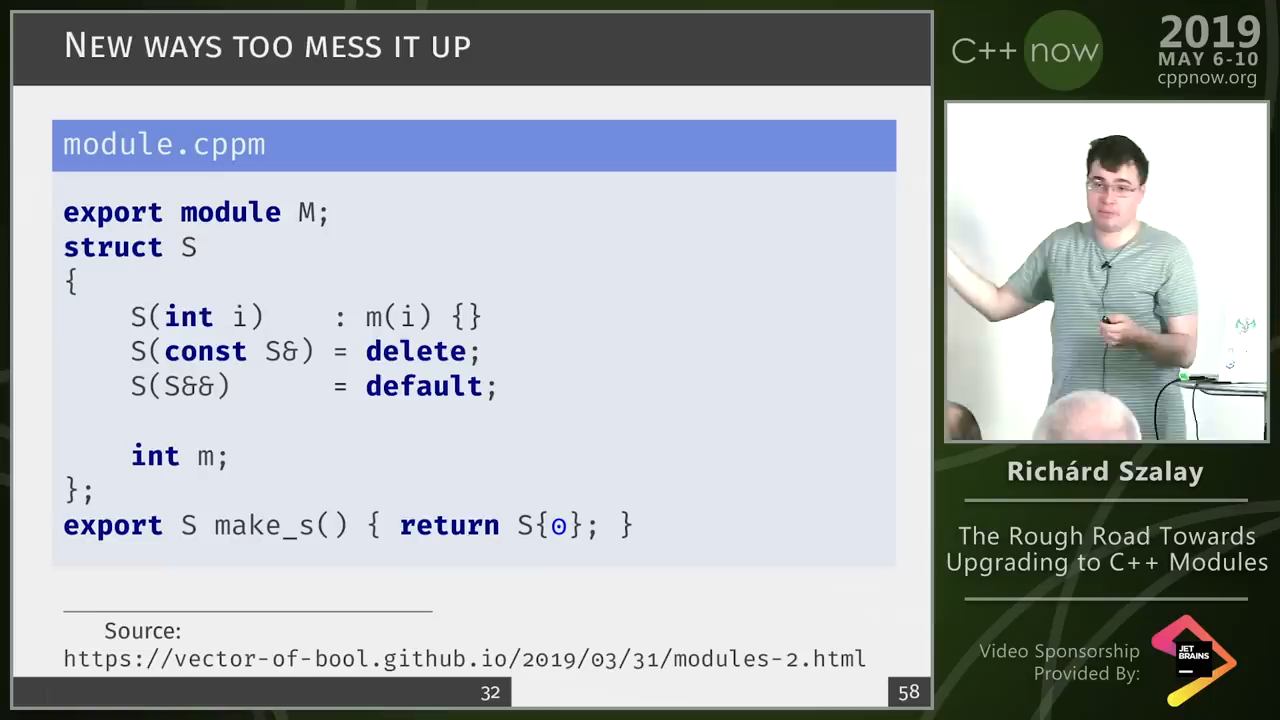 NEW WAYS TOO MESS IT UP
module.cppm
export module M;
struct S
{
    S(int i)    : m(i) {}
    S(const S&) = delete;
    S(S&&)      = default;
    int m;
};
export S make_s() { return S{0}; }
Source:
https://vector-of-bool.github.io/2019/03/31/modules-2.html
32
58
C++ now
2019
MAY 6-10
cppnow.org
Richárd Szalay
The Rough Road Towards
Upgrading to C++ Modules
Video Sponsorship
Provided By:
JET
BRAINS